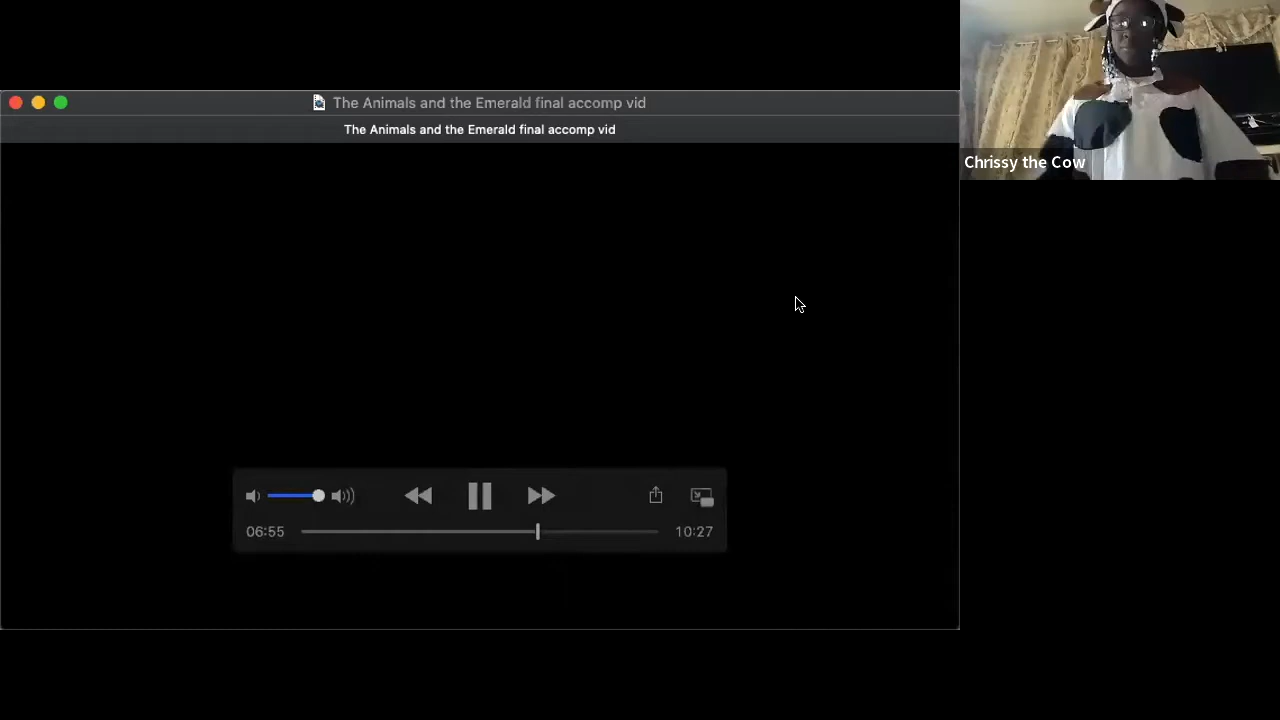 The Animals and the Emerald final accomp vid
The Animals and the Emerald final accomp vid
Chrissy the Cow
06:55
10:27